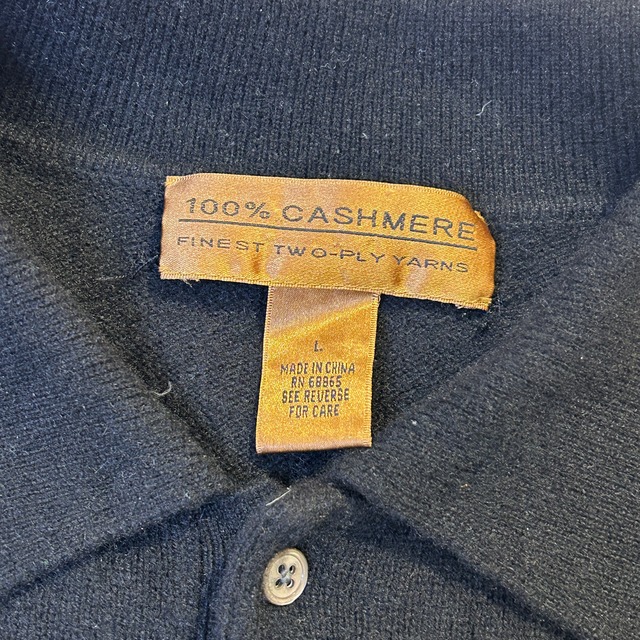 100% CASHMERE
FINEST TWO-PLY YARNS
L
MADE IN CHINA
RN 68865
SEE REVERSE
FOR CARE